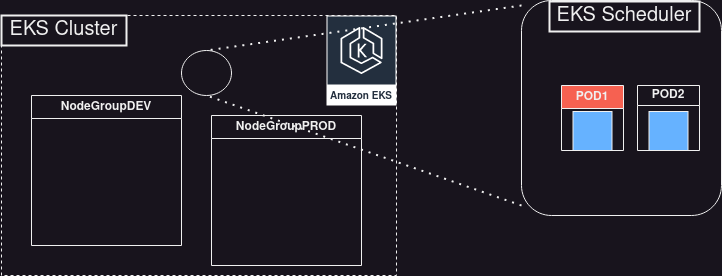 EKS Cluster
EKS Scheduler
Amazon EKS
NodeGroupDEV
NodeGroupPROD
POD1
POD2